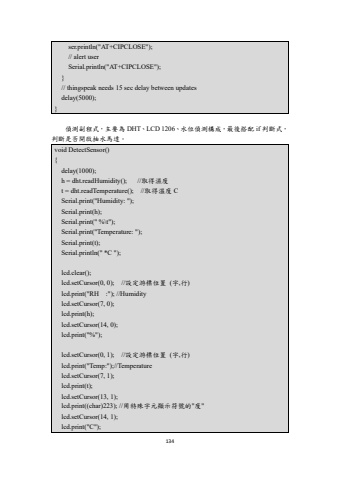 ser.println("AT+CIPCLOSE");
// alert user
Serial.println("AT+CIPCLOSE");
}
// thingspeak needs 15 sec delay between updates
delay(5000);
}
偵測副程式，主要為 DHT、LCD 1206、水位偵測構成，最後搭配 if 判斷式，
判斷是否開啟抽水馬達。
void DetectSensor()
{
delay(1000);
h = dht.readHumidity(); //取得濕度
t = dht.readTemperature(); //取得溫度 C
Serial.print("Humidity: ");
Serial.print(h);
Serial.print(" %\t");
Serial.print("Temperature: ");
Serial.print(t);
Serial.println(" *C ");
lcd.clear();
lcd.setCursor(0, 0); //設定游標位置 (字,行)
lcd.print("RH :"); //Humidity
lcd.setCursor(7, 0);
lcd.print(h);
lcd.setCursor(14, 0);
lcd.print("%");
lcd.setCursor(0, 1); //設定游標位置 (字,行)
lcd.print("Temp:");//Temperature
lcd.setCursor(7, 1);
lcd.print(t);
lcd.setCursor(13, 1);
lcd.print((char)223); //用特殊字元顯示符號的"度"
lcd.setCursor(14, 1);
lcd.print("C");
134